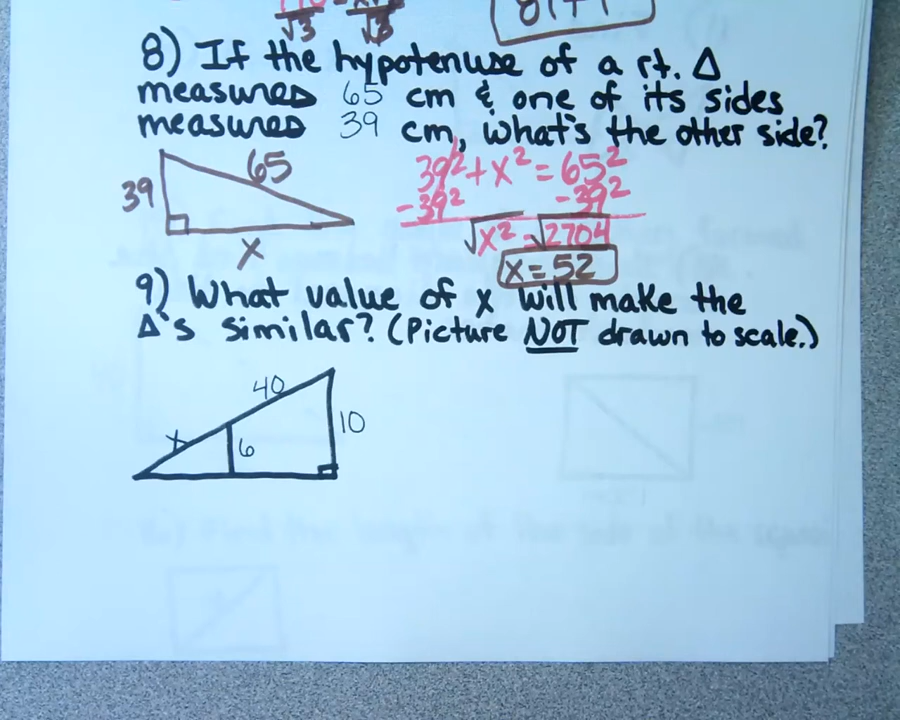 √3 √3
8) If the hypotenuse of a rt. Δ
measures 65 cm & one of its sides
measures 39 cm, what's the other side?
39 65 x
39² + x² = 65²
-39² -39²
√x² = √2704
x = 52
9) What value of x will make the
Δ's similar? (Picture NOT drawn to scale.)
40
x 6 10